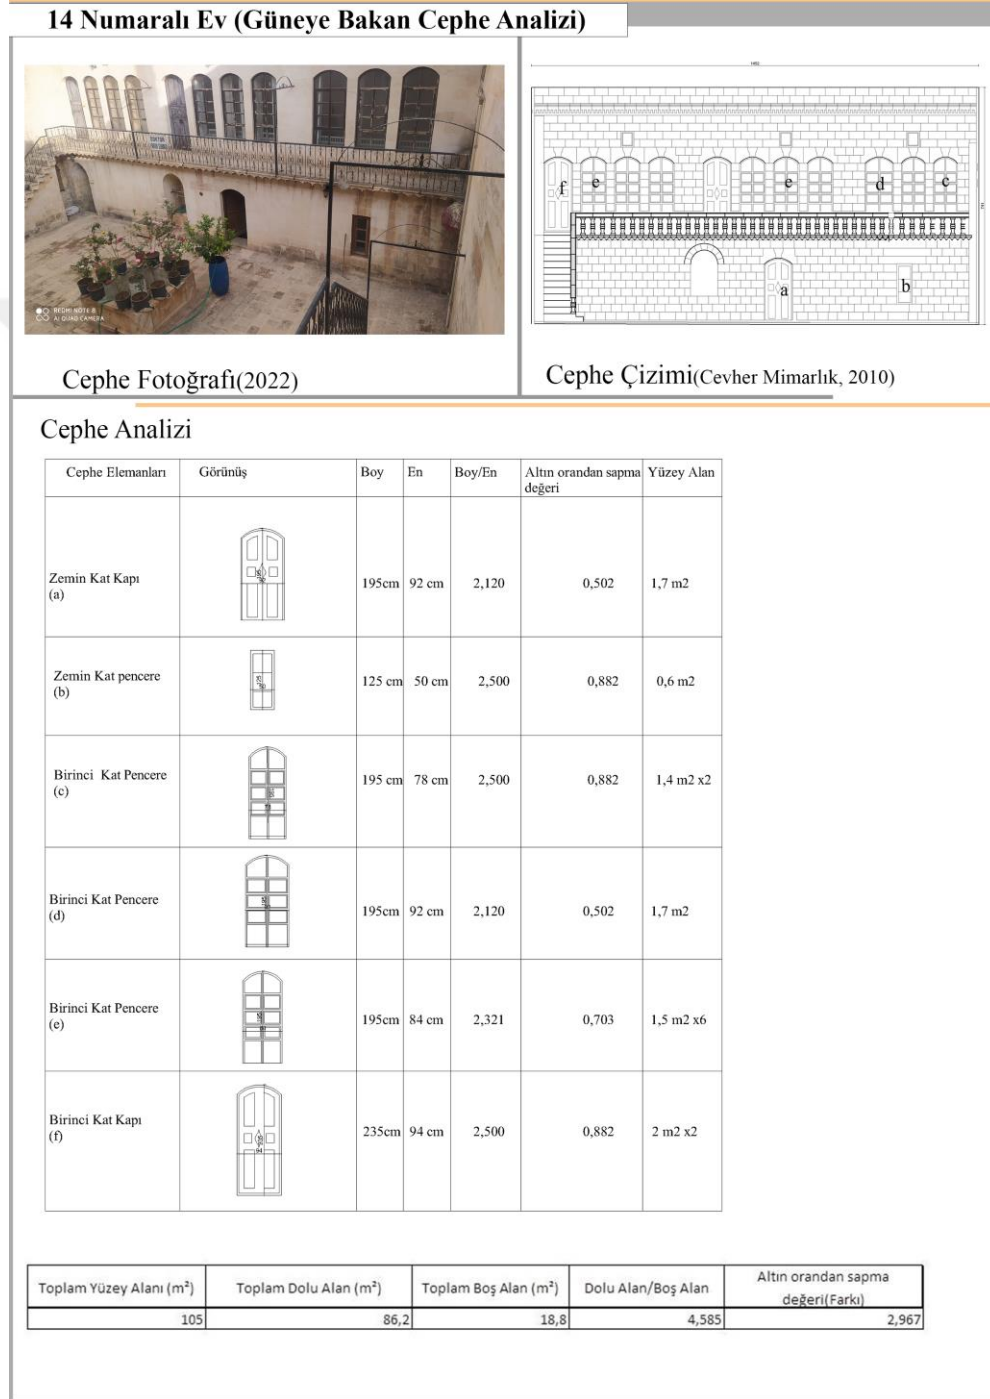 14 Numaralı Ev (Güneye Bakan Cephe Analizi)
REDMI NOTE 8
AI QUAD CAMERA
f e e d c
a b
Cephe Fotoğrafı(2022)
Cephe Çizimi(Cevher Mimarlık, 2010)
Cephe Analizi
Cephe Elemanları Görünüş Boy En Boy/En Altın orandan sapma Yüzey Alan
değeri
Zemin Kat Kapı
(a) 195cm 92 cm 2,120 0,502 1,7 m2
Zemin Kat pencere
(b) 125 cm 50 cm 2,500 0,882 0,6 m2
Birinci Kat Pencere
(c) 195 cm 78 cm 2,500 0,882 1,4 m2 x2
Birinci Kat Pencere
(d) 195cm 92 cm 2,120 0,502 1,7 m2
Birinci Kat Pencere
(e) 195cm 84 cm 2,321 0,703 1,5 m2 x6
Birinci Kat Kapı
(f) 235cm 94 cm 2,500 0,882 2 m2 x2
Toplam Yüzey Alanı (m²) Toplam Dolu Alan (m²) Toplam Boş Alan (m²) Dolu Alan/Boş Alan Altın orandan sapma
değeri(Farkı)
105 86,2 18,8 4,585 2,967